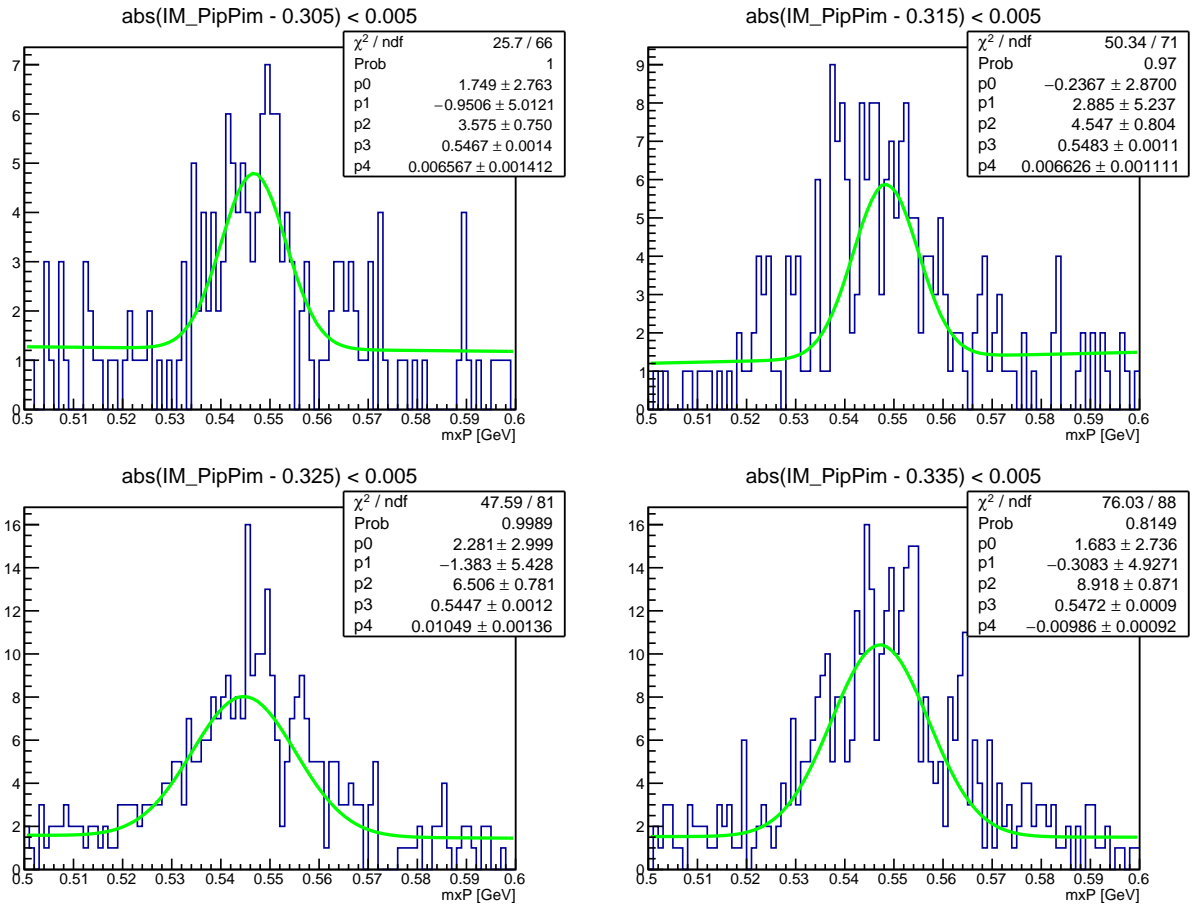 abs(IM_PipPim - 0.305) < 0.005
χ² / ndf 25.7 / 66
Prob 1
p0 1.749 ± 2.763
p1 −0.9506 ± 5.0121
p2 3.575 ± 0.750
p3 0.5467 ± 0.0014
p4 0.006567 ± 0.001412
7
6
5
4
3
2
1
0
0.5 0.51 0.52 0.53 0.54 0.55 0.56 0.57 0.58 0.59 0.6
mxP [GeV]
abs(IM_PipPim - 0.315) < 0.005
χ² / ndf 50.34 / 71
Prob 0.97
p0 −0.2367 ± 2.8700
p1 2.885 ± 5.237
p2 4.547 ± 0.804
p3 0.5483 ± 0.0011
p4 0.006626 ± 0.001111
9
8
7
6
5
4
3
2
1
0
0.5 0.51 0.52 0.53 0.54 0.55 0.56 0.57 0.58 0.59 0.6
mxP [GeV]
abs(IM_PipPim - 0.325) < 0.005
χ² / ndf 47.59 / 81
Prob 0.9989
p0 2.281 ± 2.999
p1 −1.383 ± 5.428
p2 6.506 ± 0.781
p3 0.5447 ± 0.0012
p4 0.01049 ± 0.00136
16
14
12
10
8
6
4
2
0
0.5 0.51 0.52 0.53 0.54 0.55 0.56 0.57 0.58 0.59 0.6
mxP [GeV]
abs(IM_PipPim - 0.335) < 0.005
χ² / ndf 76.03 / 88
Prob 0.8149
p0 1.683 ± 2.736
p1 −0.3083 ± 4.9271
p2 8.918 ± 0.871
p3 0.5472 ± 0.0009
p4 −0.00986 ± 0.00092
16
14
12
10
8
6
4
2
0
0.5 0.51 0.52 0.53 0.54 0.55 0.56 0.57 0.58 0.59 0.6
mxP [GeV]